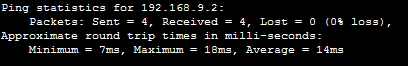 Ping statistics for 192.168.9.2:
    Packets: Sent = 4, Received = 4, Lost = 0 (0% loss),
Approximate round trip times in milli-seconds:
    Minimum = 7ms, Maximum = 18ms, Average = 14ms